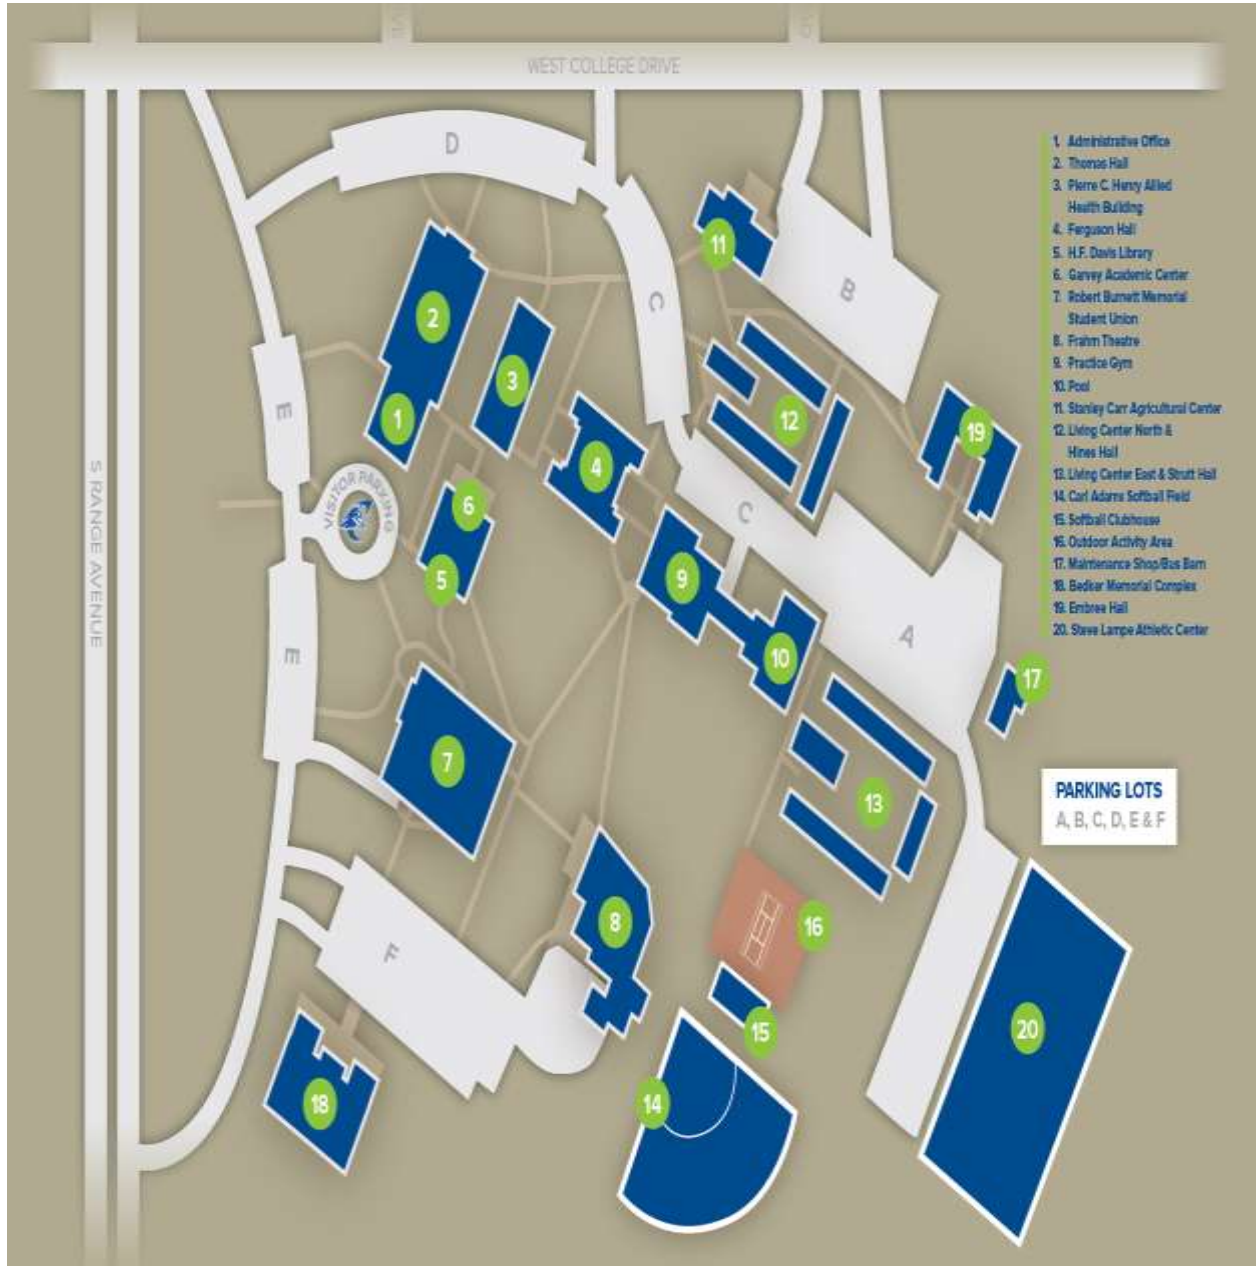 WEST COLLEGE DRIVE
D
C
B
E
VISITOR PARKING
C
A
E
F
S RANGE AVENUE
11
2
3
1
12
19
4
6
5
9
10
17
7
13
8
16
15
14
18
20
1. Administrative Office
2. Thomas Hall
3. Pierre C. Henry Allied
Health Building
4. Ferguson Hall
5. H.F. Davis Library
6. Garvey Academic Center
7. Robert Burnett Memorial
Student Union
8. Frahm Theatre
9. Practice Gym
10. Pool
11. Stanley Carr Agricultural Center
12. Living Center North &
Hines Hall
13. Living Center East & Strutt Hall
14. Carl Adams Softball Field
15. Softball Clubhouse
16. Outdoor Activity Area
17. Maintenance Shop/Bus Barn
18. Bedker Memorial Complex
19. Embree Hall
20. Steve Lampe Athletic Center
PARKING LOTS
A, B, C, D, E & F